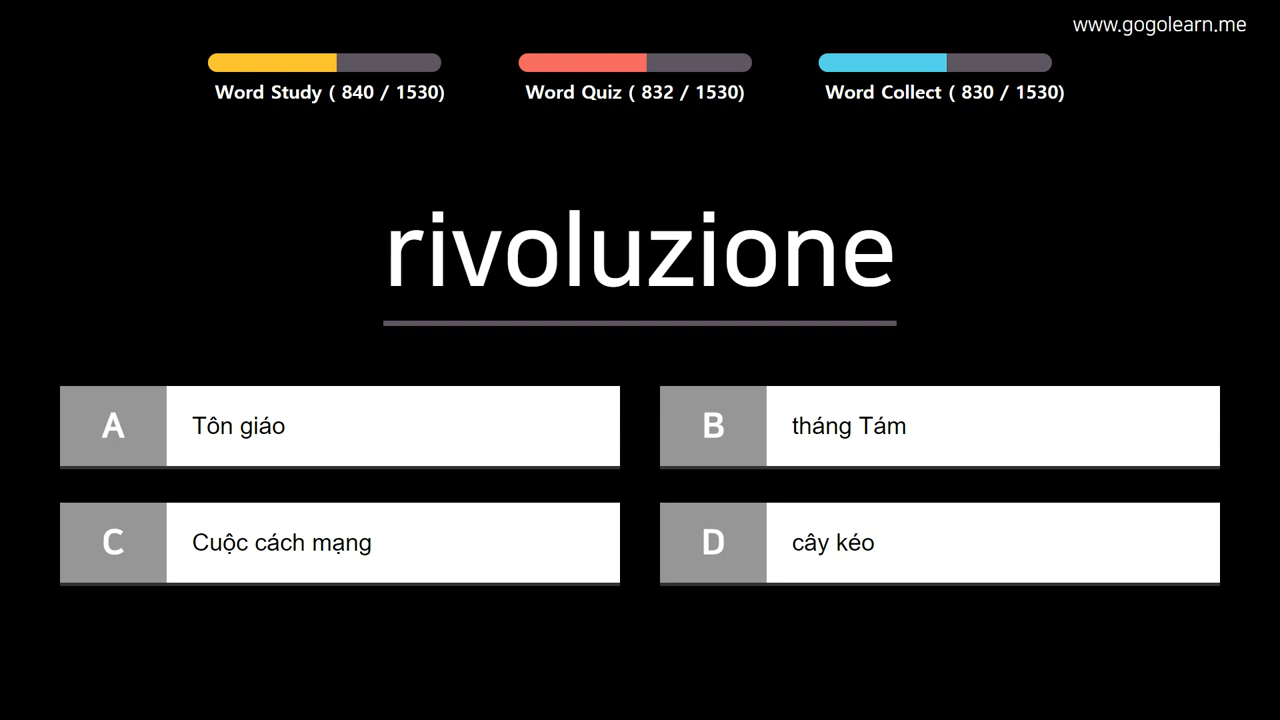 www.gogolearn.me
Word Study ( 840 / 1530)
Word Quiz ( 832 / 1530)
Word Collect ( 830 / 1530)
rivoluzione
A Tôn giáo
B tháng Tám
C Cuộc cách mạng
D cây kéo